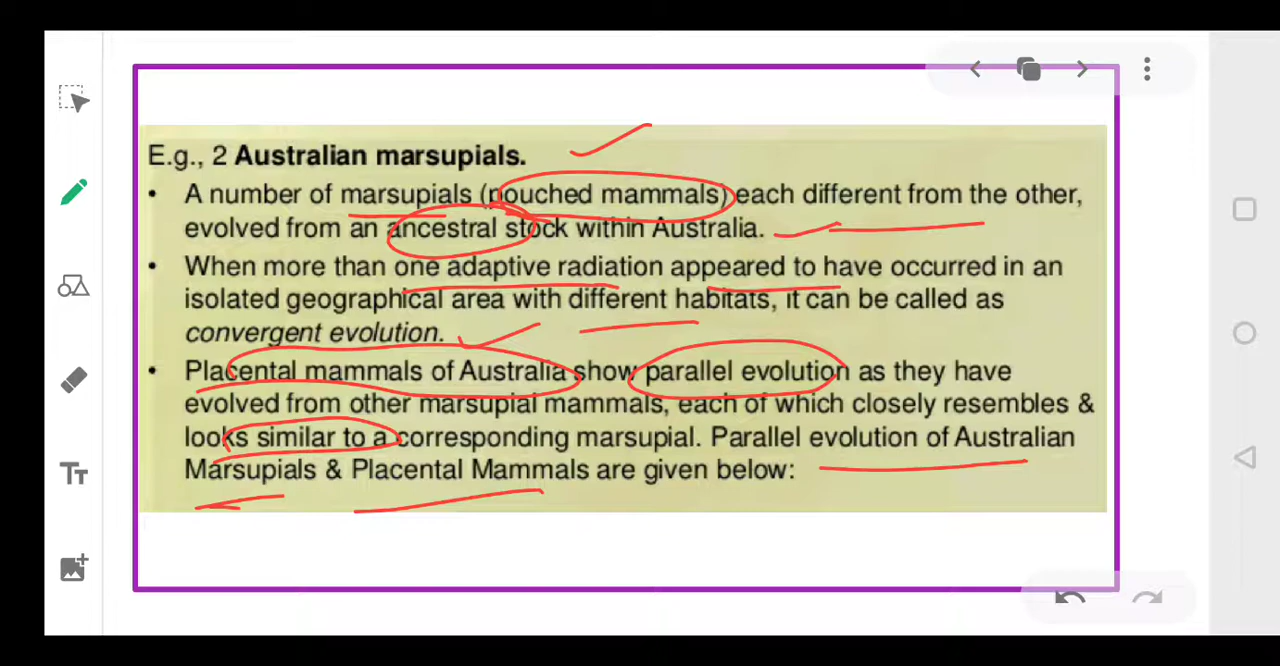 E.g., 2 Australian marsupials.
• A number of marsupials (pouched mammals) each different from the other,
evolved from an ancestral stock within Australia.
• When more than one adaptive radiation appeared to have occurred in an
isolated geographical area with different habitats, it can be called as
convergent evolution.
• Placental mammals of Australia show parallel evolution as they have
evolved from other marsupial mammals, each of which closely resembles &
looks similar to a corresponding marsupial. Parallel evolution of Australian
Marsupials & Placental Mammals are given below:
Tт